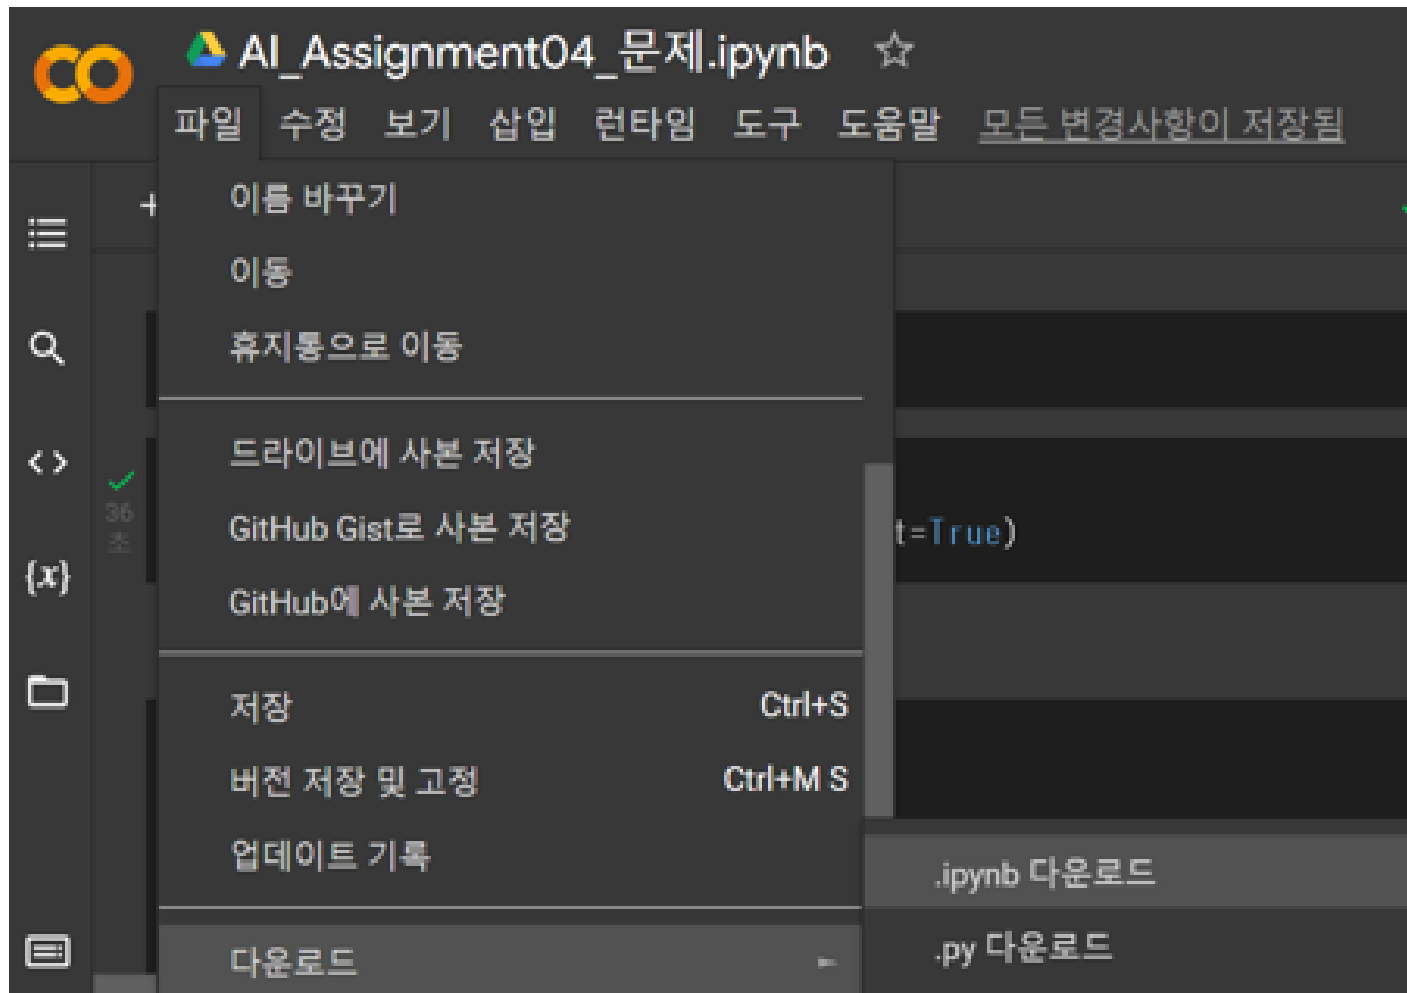 AI_Assignment04_문제.ipynb
파일 수정 보기 삽입 런타임 도구 도움말 모든 변경사항이 저장됨
+
이름 바꾸기
이동
휴지통으로 이동
드라이브에 사본 저장
36
초
GitHub Gist로 사본 저장
t=True)
{x}
GitHub에 사본 저장
저장 Ctrl+S
버전 저장 및 고정 Ctrl+M S
업데이트 기록
.ipynb 다운로드
다운로드
.py 다운로드